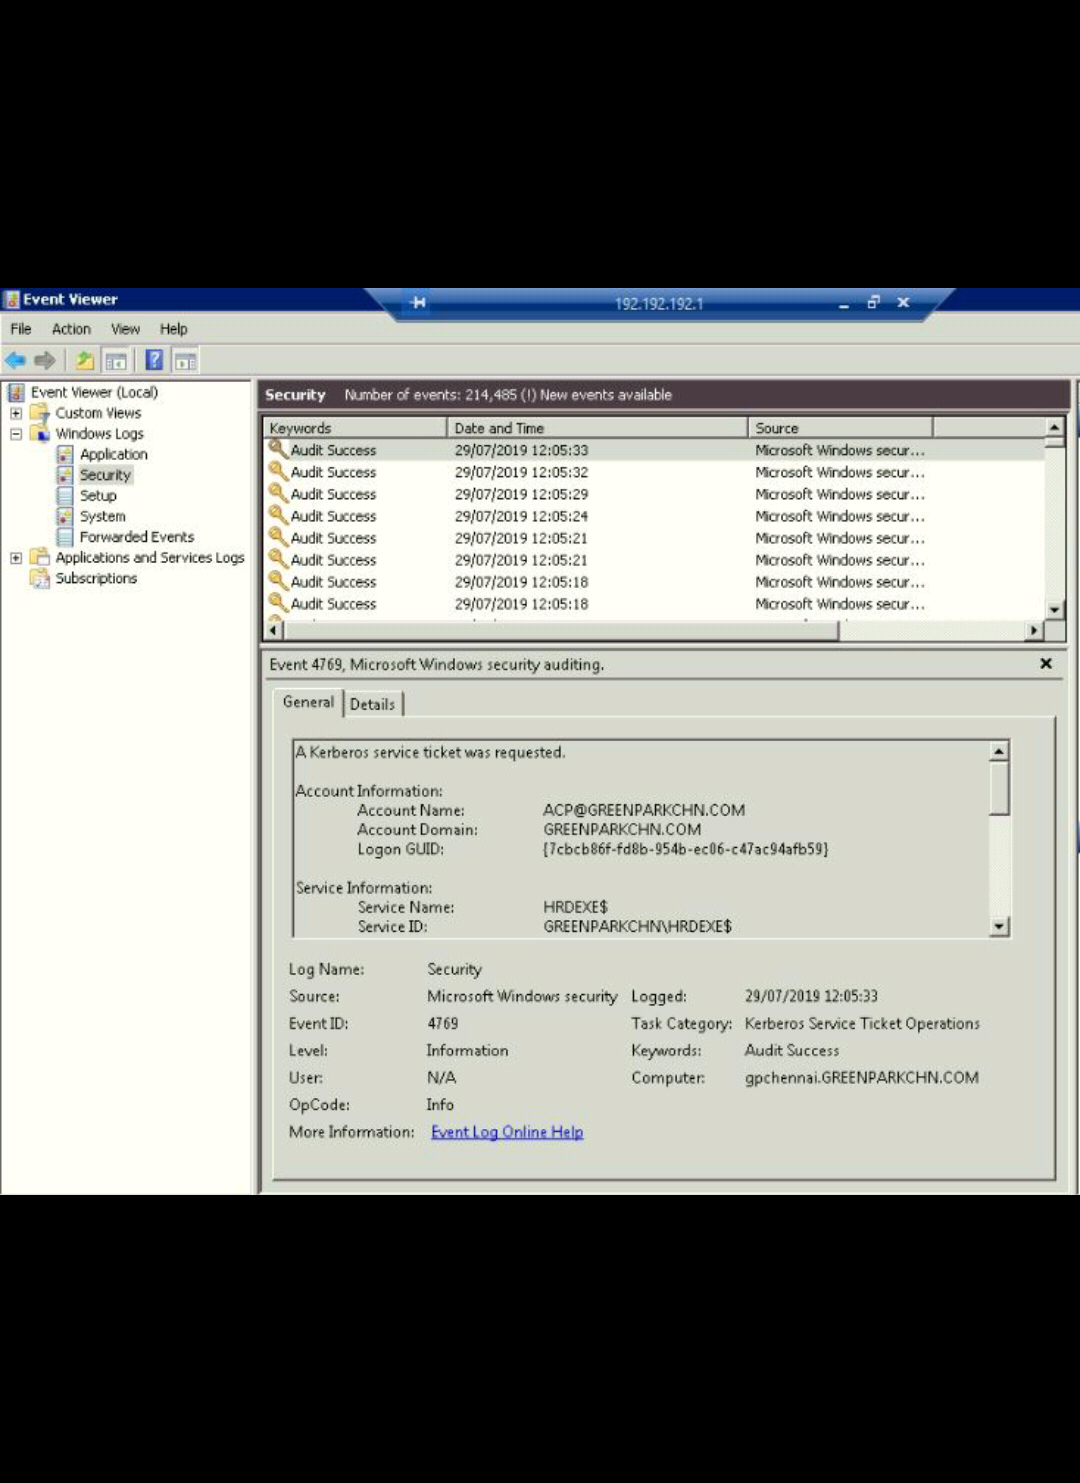 Event Viewer
192.192.192.1
File Action View Help
Event Viewer (Local)
Custom Views
Windows Logs
Application
Security
Setup
System
Forwarded Events
Applications and Services Logs
Subscriptions
Security Number of events: 214,485 (!) New events available
Keywords Date and Time Source
Audit Success 29/07/2019 12:05:33 Microsoft Windows secur...
Audit Success 29/07/2019 12:05:32 Microsoft Windows secur...
Audit Success 29/07/2019 12:05:29 Microsoft Windows secur...
Audit Success 29/07/2019 12:05:24 Microsoft Windows secur...
Audit Success 29/07/2019 12:05:21 Microsoft Windows secur...
Audit Success 29/07/2019 12:05:21 Microsoft Windows secur...
Audit Success 29/07/2019 12:05:18 Microsoft Windows secur...
Audit Success 29/07/2019 12:05:18 Microsoft Windows secur...
Event 4769, Microsoft Windows security auditing.
General Details
A Kerberos service ticket was requested.
Account Information:
Account Name: ACP@GREENPARKCHN.COM
Account Domain: GREENPARKCHN.COM
Logon GUID: {7cbcb86f-fd8b-954b-ec06-c47ac94afb59}
Service Information:
Service Name: HRDEXE$
Service ID: GREENPARKCHN\HRDEXE$
Log Name: Security
Source: Microsoft Windows security Logged: 29/07/2019 12:05:33
Event ID: 4769 Task Category: Kerberos Service Ticket Operations
Level: Information Keywords: Audit Success
User: N/A Computer: gpchennai.GREENPARKCHN.COM
OpCode: Info
More Information: Event Log Online Help